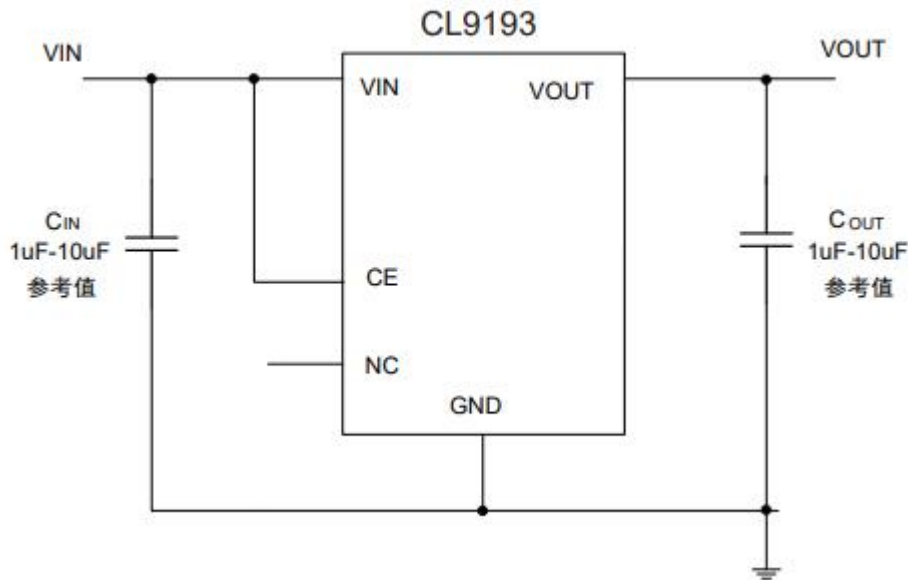 CL9193
VIN
VOUT
VIN
VOUT
CIN
1uF-10uF
参考值
COUT
1uF-10uF
参考值
CE
NC
GND